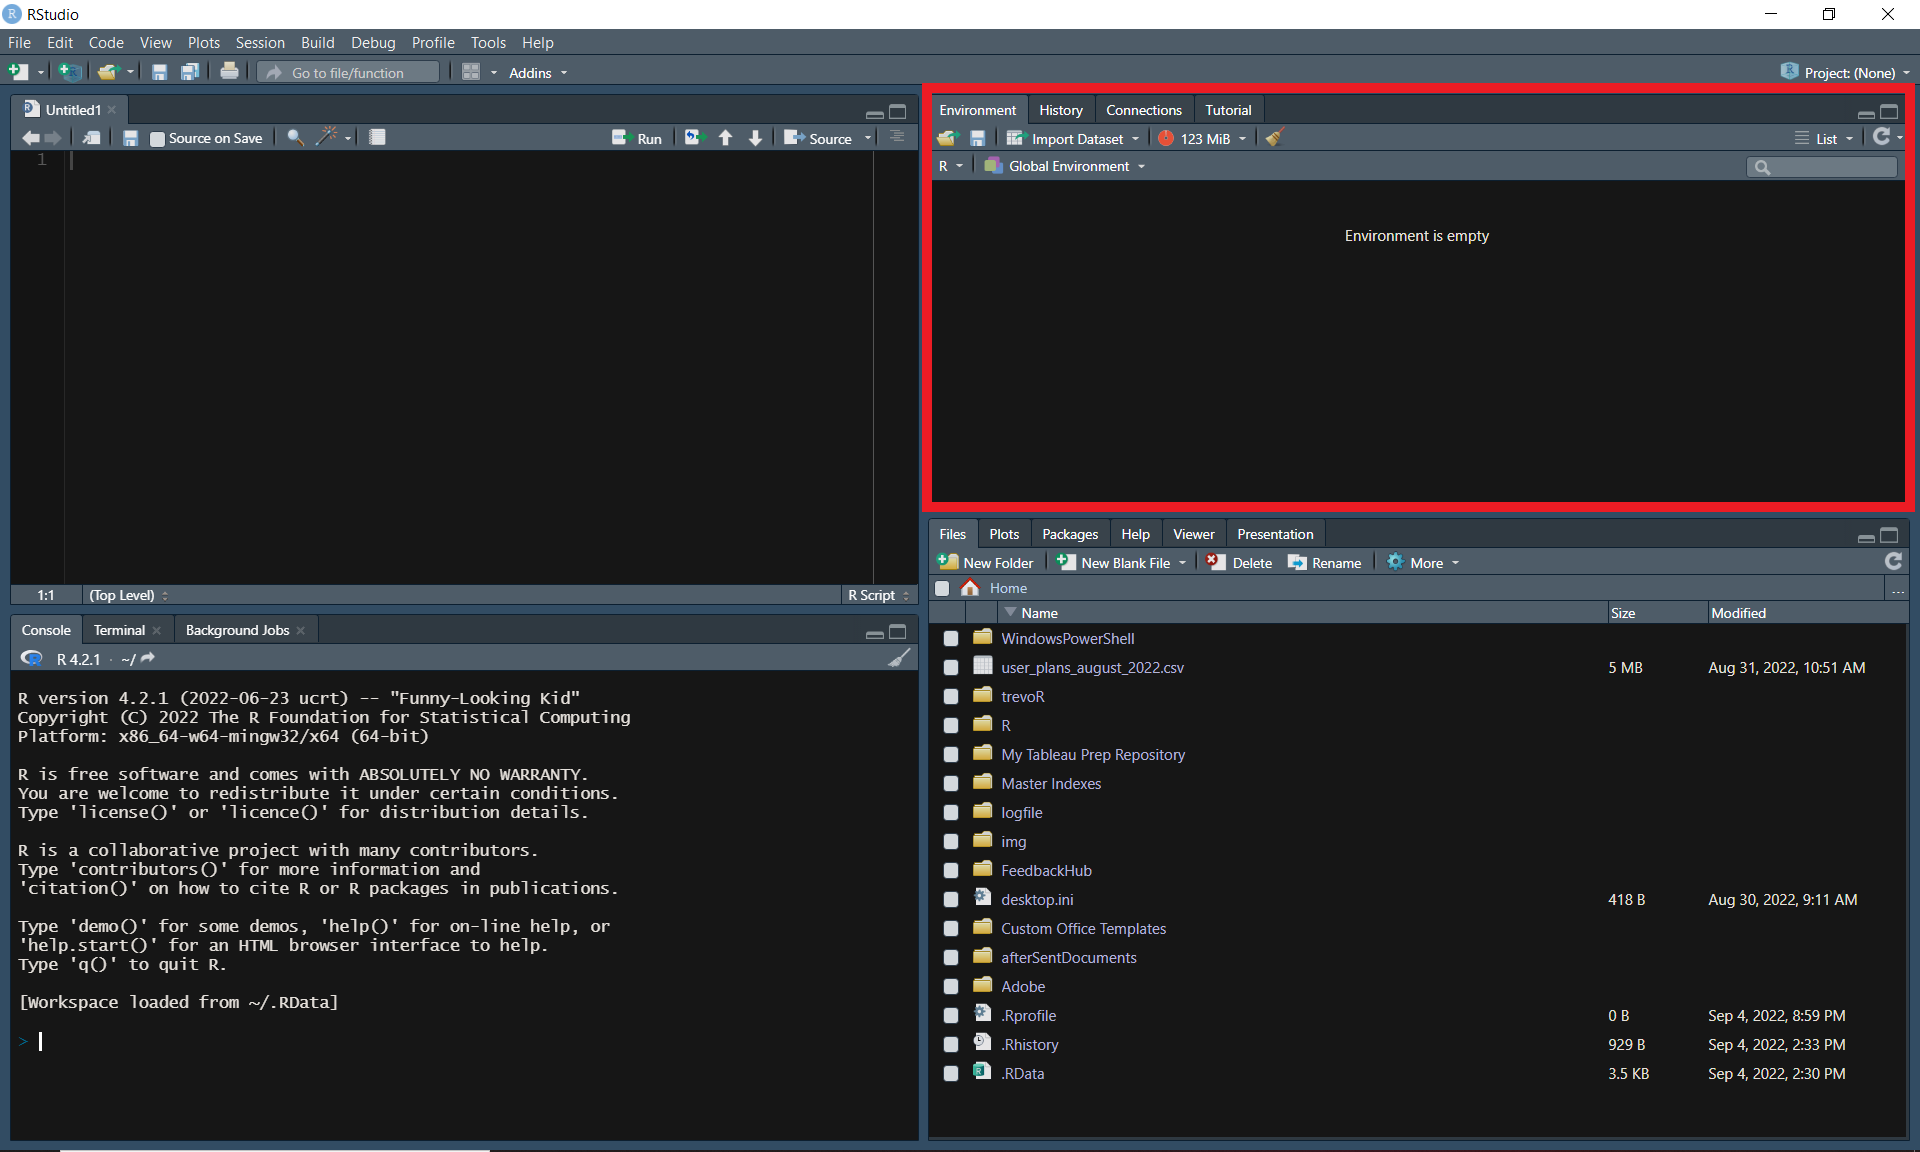 RStudio
File Edit Code View Plots Session Build Debug Profile Tools Help
Go to file/function Addins Project: (None)
Untitled1
Source on Save Run Source
1
1:1 (Top Level) R Script
Console Terminal Background Jobs
R 4.2.1 · ~/
R version 4.2.1 (2022-06-23 ucrt) -- "Funny-Looking Kid"
Copyright (C) 2022 The R Foundation for Statistical Computing
Platform: x86_64-w64-mingw32/x64 (64-bit)
R is free software and comes with ABSOLUTELY NO WARRANTY.
You are welcome to redistribute it under certain conditions.
Type 'license()' or 'licence()' for distribution details.
R is a collaborative project with many contributors.
Type 'contributors()' for more information and
'citation()' on how to cite R or R packages in publications.
Type 'demo()' for some demos, 'help()' for on-line help, or
'help.start()' for an HTML browser interface to help.
Type 'q()' to quit R.
[Workspace loaded from ~/.RData]
>
Environment History Connections Tutorial
Import Dataset 123 MiB List
R Global Environment
Environment is empty
Files Plots Packages Help Viewer Presentation
New Folder New Blank File Delete Rename More
Home ...
Name Size Modified
WindowsPowerShell
user_plans_august_2022.csv 5 MB Aug 31, 2022, 10:51 AM
trevoR
R
My Tableau Prep Repository
Master Indexes
logfile
img
FeedbackHub
desktop.ini 418 B Aug 30, 2022, 9:11 AM
Custom Office Templates
afterSentDocuments
Adobe
.Rprofile 0 B Sep 4, 2022, 8:59 PM
.Rhistory 929 B Sep 4, 2022, 2:33 PM
.RData 3.5 KB Sep 4, 2022, 2:30 PM